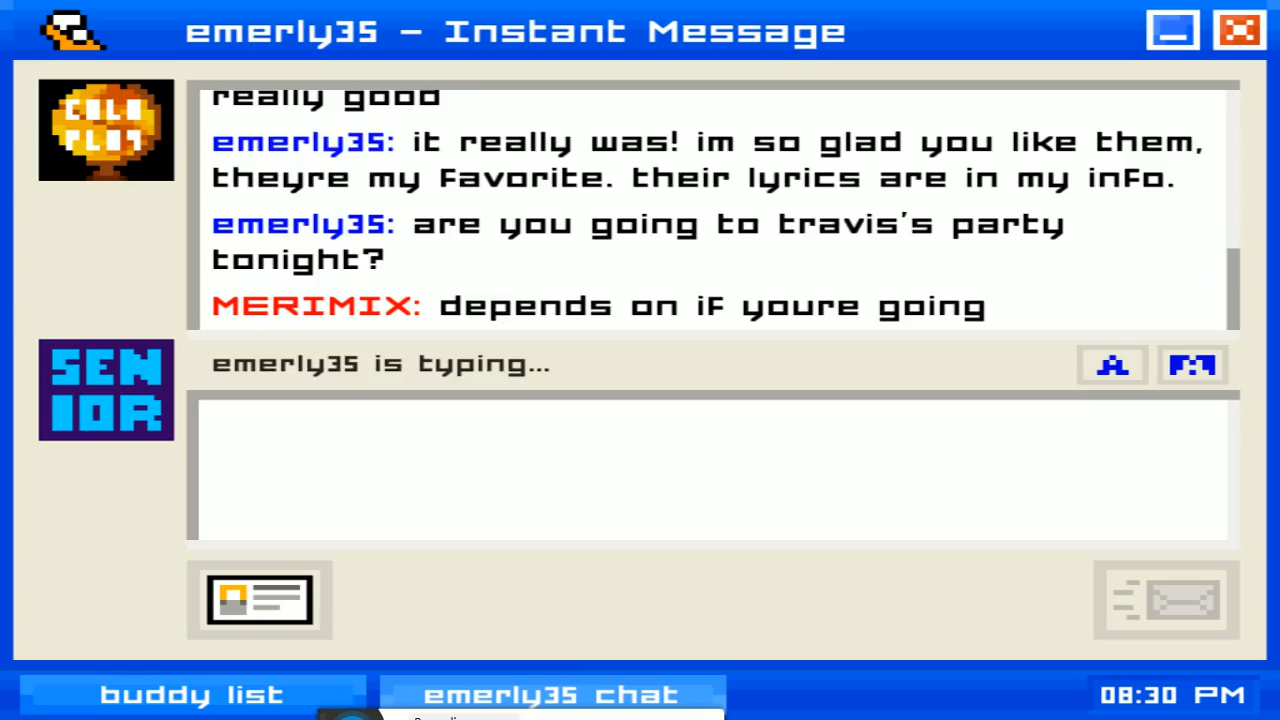 emerly35 - Instant Message
COLD
PLAY
really good
emerly35: it really was! im so glad you like them,
theyre my favorite. their lyrics are in my info.
emerly35: are you going to travis's party
tonight?
MERIMIX: depends on if youre going
emerly35 is typing...
A
SEN
IOR
buddy list
emerly35 chat
08:30 PM